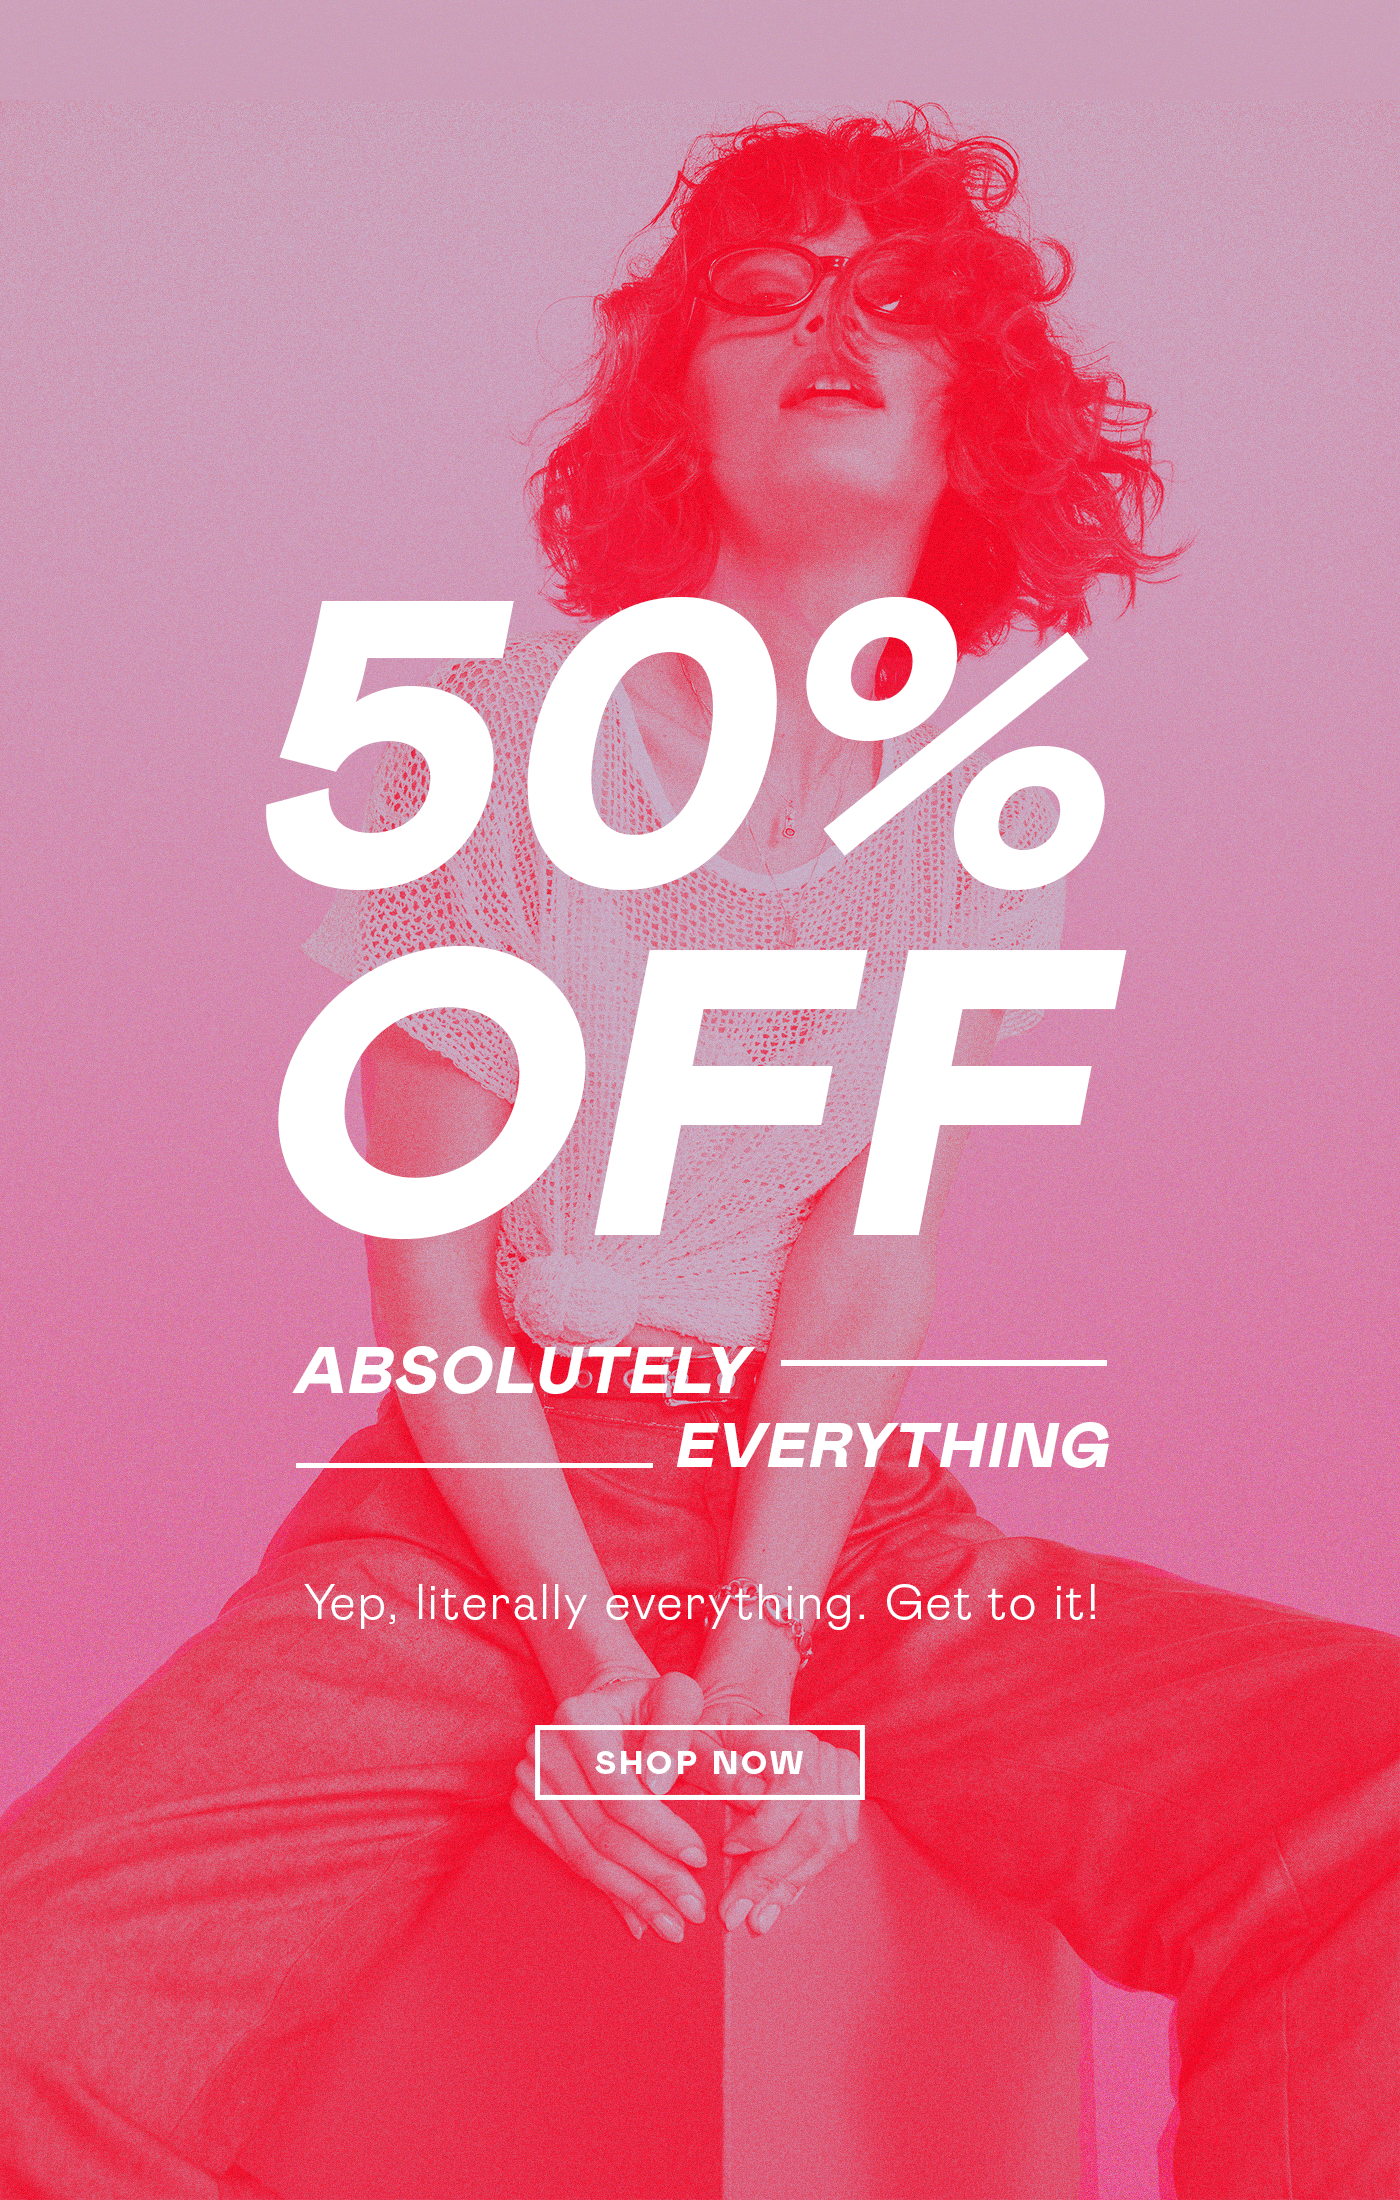 50%
OFF
ABSOLUTELY
EVERYTHING
Yep, literally everything. Get to it!
SHOP NOW